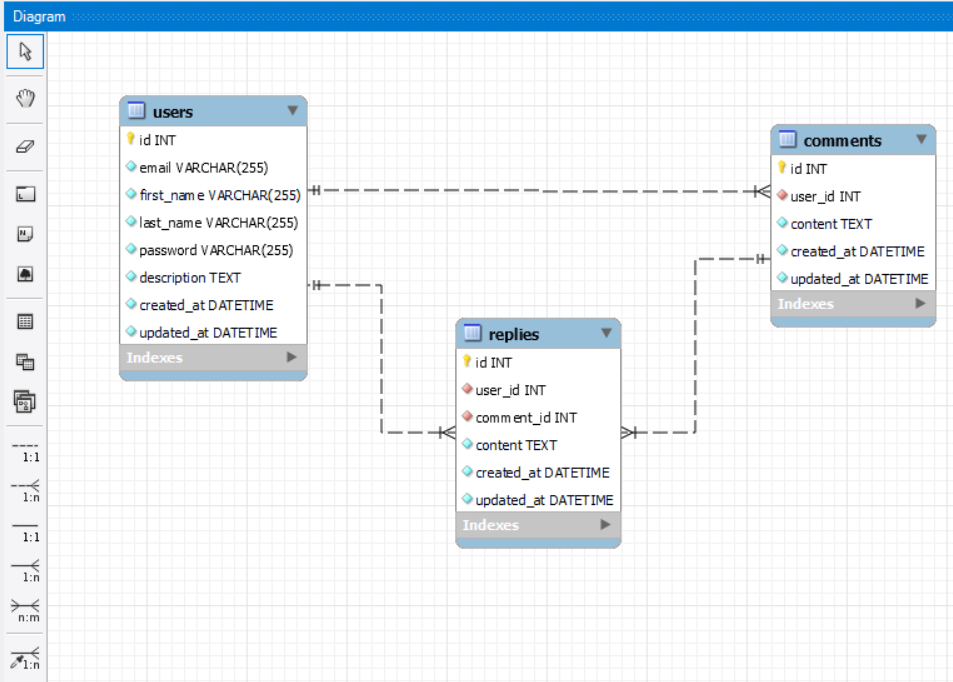 Diagram
users
id INT
email VARCHAR(255)
first_name VARCHAR(255)
last_name VARCHAR(255)
password VARCHAR(255)
description TEXT
created_at DATETIME
updated_at DATETIME
Indexes
comments
id INT
user_id INT
content TEXT
created_at DATETIME
updated_at DATETIME
Indexes
replies
id INT
user_id INT
comment_id INT
content TEXT
created_at DATETIME
updated_at DATETIME
Indexes
1:1
1:n
1:1
1:n
n:m
1:n